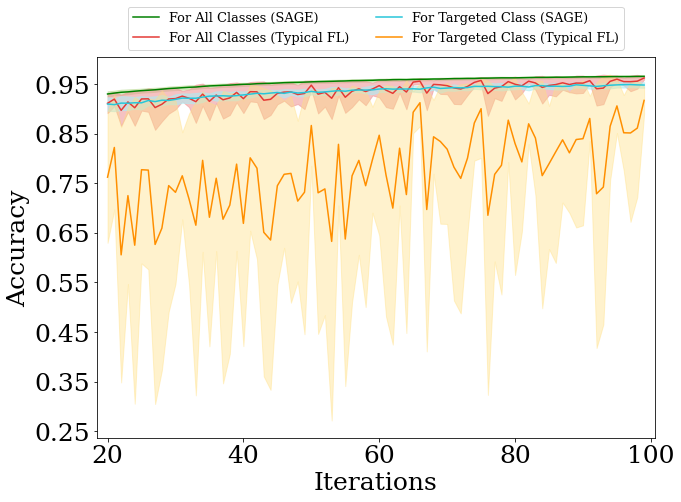 For All Classes (SAGE)
For All Classes (Typical FL)
For Targeted Class (SAGE)
For Targeted Class (Typical FL)
Accuracy
0.95
0.85
0.75
0.65
0.55
0.45
0.35
0.25
20 40 60 80 100
Iterations